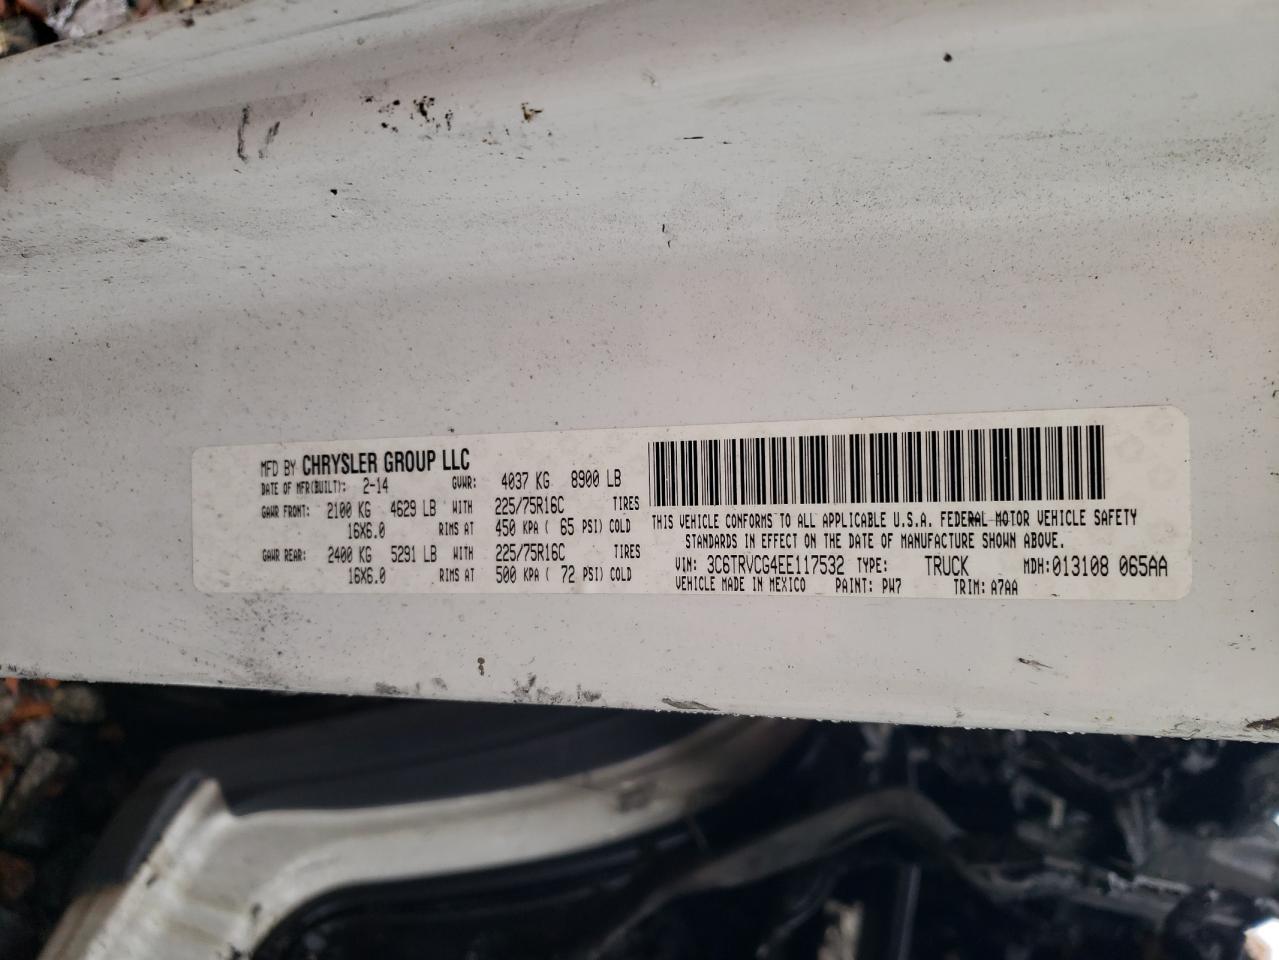 MFD BY CHRYSLER GROUP LLC
DATE OF MFR(BUILT): 2-14 GVWR: 4037 KG 8900 LB
GAWR FRONT: 2100 KG 4629 LB WITH 225/75R16C TIRES
16X6.0 RIMS AT 450 KPA ( 65 PSI) COLD
GAWR REAR: 2400 KG 5291 LB WITH 225/75R16C TIRES
16X6.0 RIMS AT 500 KPA ( 72 PSI) COLD
THIS VEHICLE CONFORMS TO ALL APPLICABLE U.S.A. FEDERAL MOTOR VEHICLE SAFETY
STANDARDS IN EFFECT ON THE DATE OF MANUFACTURE SHOWN ABOVE.
VIN: 3C6TRVCG4EE117532 TYPE: TRUCK MDH:013108 065AA
VEHICLE MADE IN MEXICO PAINT: PW7 TRIM: A7AA